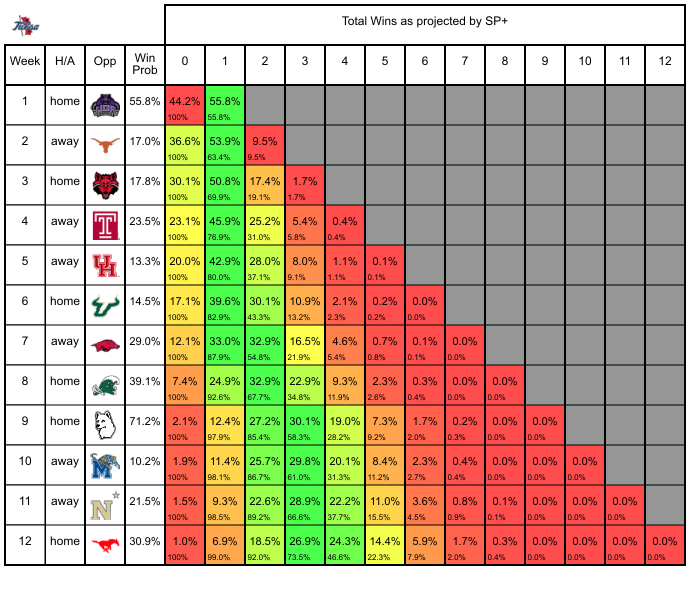 Tulsa
Total Wins as projected by SP+
Week H/A Opp Win Prob 0 1 2 3 4 5 6 7 8 9 10 11 12
1 home 55.8% 44.2% 55.8%
100% 55.8%
2 away 17.0% 36.6% 53.9% 9.5%
100% 63.4% 9.5%
3 home 17.8% 30.1% 50.8% 17.4% 1.7%
100% 69.9% 19.1% 1.7%
4 away T 23.5% 23.1% 45.9% 25.2% 5.4% 0.4%
100% 76.9% 31.0% 5.8% 0.4%
5 away UH 13.3% 20.0% 42.9% 28.0% 8.0% 1.1% 0.1%
100% 80.0% 37.1% 9.1% 1.1% 0.1%
6 home 14.5% 17.1% 39.6% 30.1% 10.9% 2.1% 0.2% 0.0%
100% 82.9% 43.3% 13.2% 2.3% 0.2% 0.0%
7 away 29.0% 12.1% 33.0% 32.9% 16.5% 4.6% 0.7% 0.1% 0.0%
100% 87.9% 54.8% 21.9% 5.4% 0.8% 0.1% 0.0%
8 home 39.1% 7.4% 24.9% 32.9% 22.9% 9.3% 2.3% 0.3% 0.0% 0.0%
100% 92.6% 67.7% 34.8% 11.9% 2.6% 0.4% 0.0% 0.0%
9 home 71.2% 2.1% 12.4% 27.2% 30.1% 19.0% 7.3% 1.7% 0.2% 0.0% 0.0%
100% 97.9% 85.4% 58.3% 28.2% 9.2% 2.0% 0.3% 0.0% 0.0%
10 away M 10.2% 1.9% 11.4% 25.7% 29.8% 20.1% 8.4% 2.3% 0.4% 0.0% 0.0% 0.0%
100% 98.1% 86.7% 61.0% 31.3% 11.2% 2.7% 0.4% 0.0% 0.0% 0.0%
11 away N 21.5% 1.5% 9.3% 22.6% 28.9% 22.2% 11.0% 3.6% 0.8% 0.1% 0.0% 0.0% 0.0%
100% 98.5% 89.2% 66.6% 37.7% 15.5% 4.5% 0.9% 0.1% 0.0% 0.0% 0.0%
12 home 30.9% 1.0% 6.9% 18.5% 26.9% 24.3% 14.4% 5.9% 1.7% 0.3% 0.0% 0.0% 0.0% 0.0%
100% 99.0% 92.0% 73.5% 46.6% 22.3% 7.9% 2.0% 0.4% 0.0% 0.0% 0.0% 0.0%